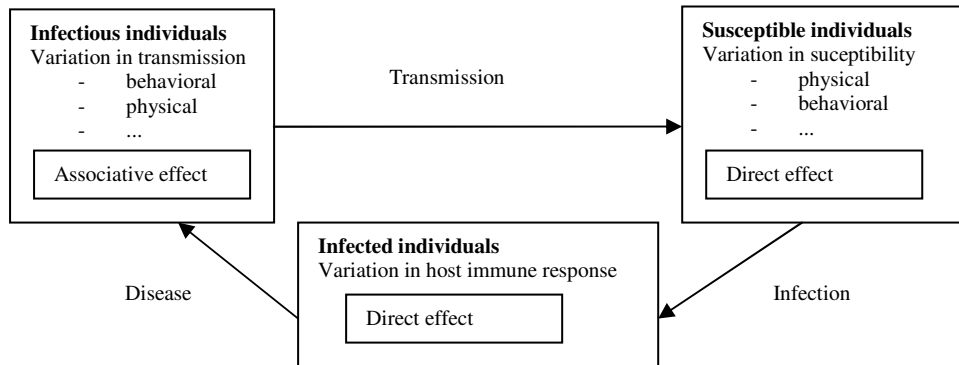 Infectious individuals
Variation in transmission
- behavioral
- physical
- ...
Associative effect
Transmission
Susceptible individuals
Variation in suceptibility
- physical
- behavioral
- ...
Direct effect
Infected individuals
Variation in host immune response
Direct effect
Disease
Infection